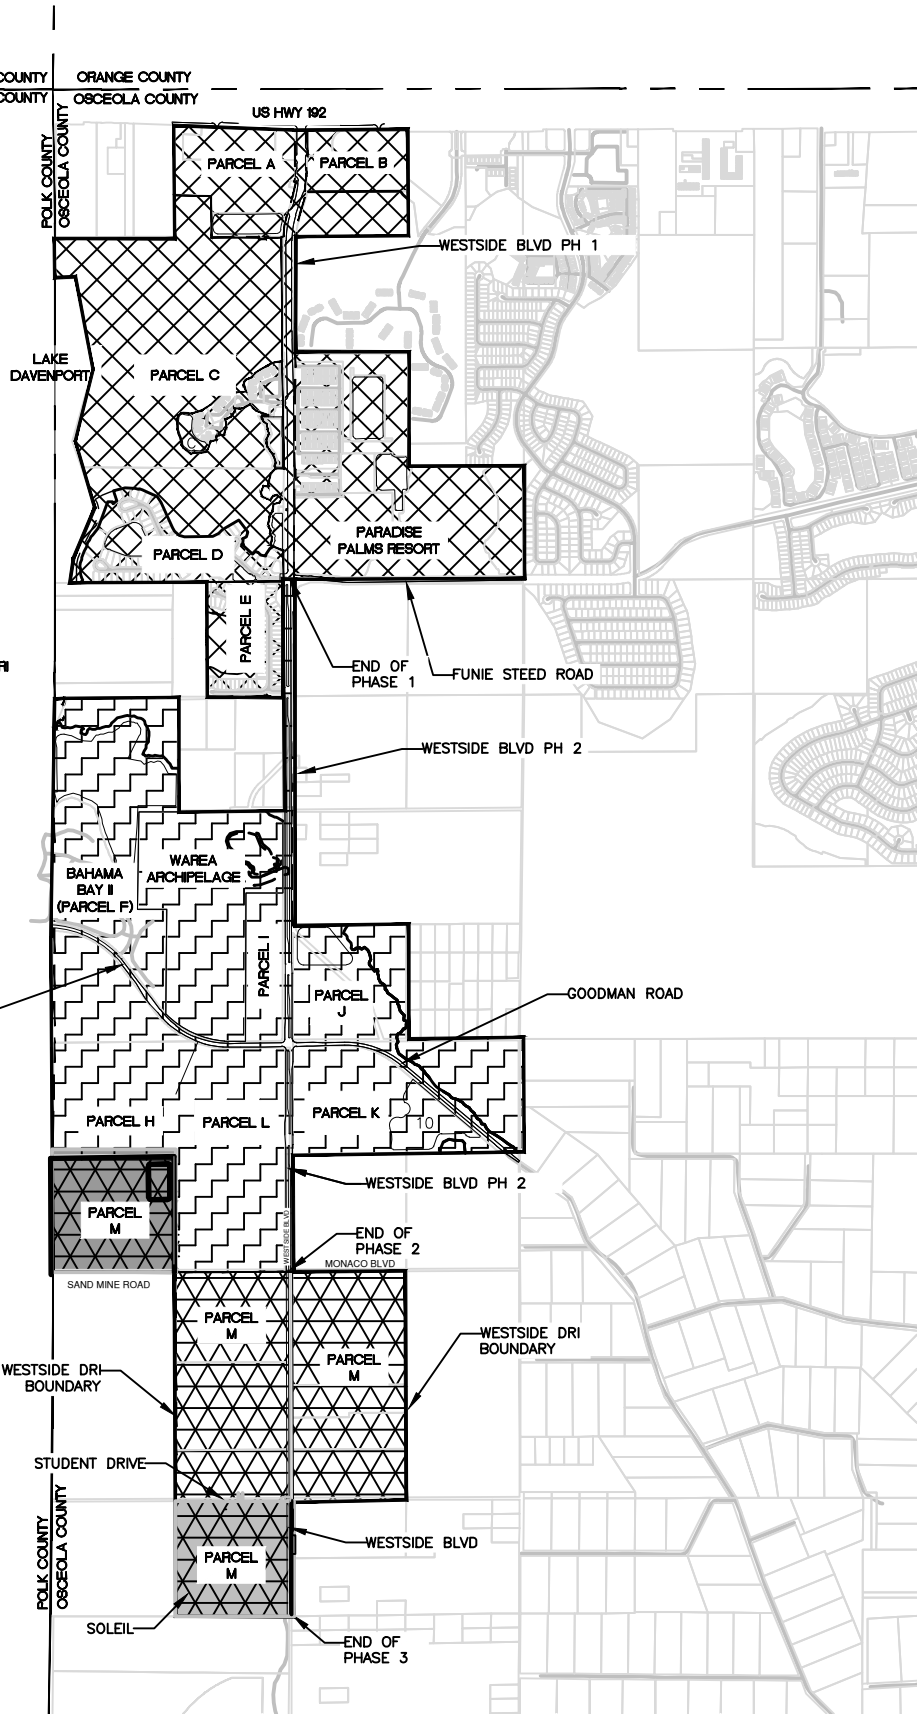 COUNTY
ORANGE COUNTY
COUNTY
OSCEOLA COUNTY
US HWY 192
POLK COUNTY
OSCEOLA COUNTY
PARCEL A
PARCEL B
WESTSIDE BLVD PH 1
LAKE
DAVENPORT
PARCEL C
PARADISE
PALMS RESORT
PARCEL D
PARCEL E
RI
END OF
PHASE 1
FUNIE STEED ROAD
WESTSIDE BLVD PH 2
BAHAMA
BAY II
(PARCEL F)
WAREA
ARCHIPELAGE
PARCEL I
PARCEL
J
GOODMAN ROAD
PARCEL H
PARCEL L
PARCEL K
10
WESTSIDE BLVD PH 2
PARCEL
M
WESTSIDE BLVD
END OF
PHASE 2
MONACO BLVD
SAND MINE ROAD
PARCEL
M
PARCEL
M
WESTSIDE DRI
BOUNDARY
WESTSIDE DRI
BOUNDARY
STUDENT DRIVE
POLK COUNTY
OSCEOLA COUNTY
WESTSIDE BLVD
PARCEL
M
SOLEIL
END OF
PHASE 3